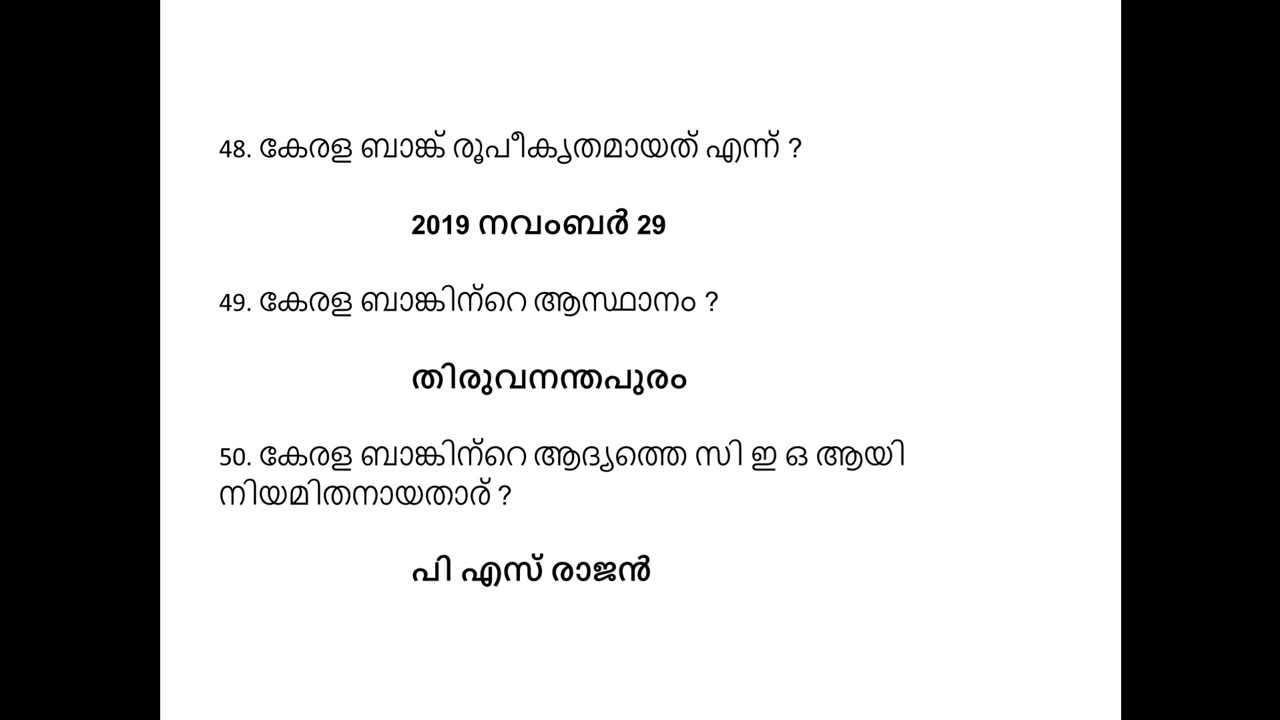 48. കേരള ബാങ്ക് രൂപീകൃതമായത് എന്ന് ?
2019 നവംബർ 29
49. കേരള ബാങ്കിന്റെ ആസ്ഥാനം ?
തിരുവനന്തപുരം
50. കേരള ബാങ്കിന്റെ ആദ്യത്തെ സി ഇ ഒ ആയി
നിയമിതനായതാര് ?
പി എസ് രാജൻ